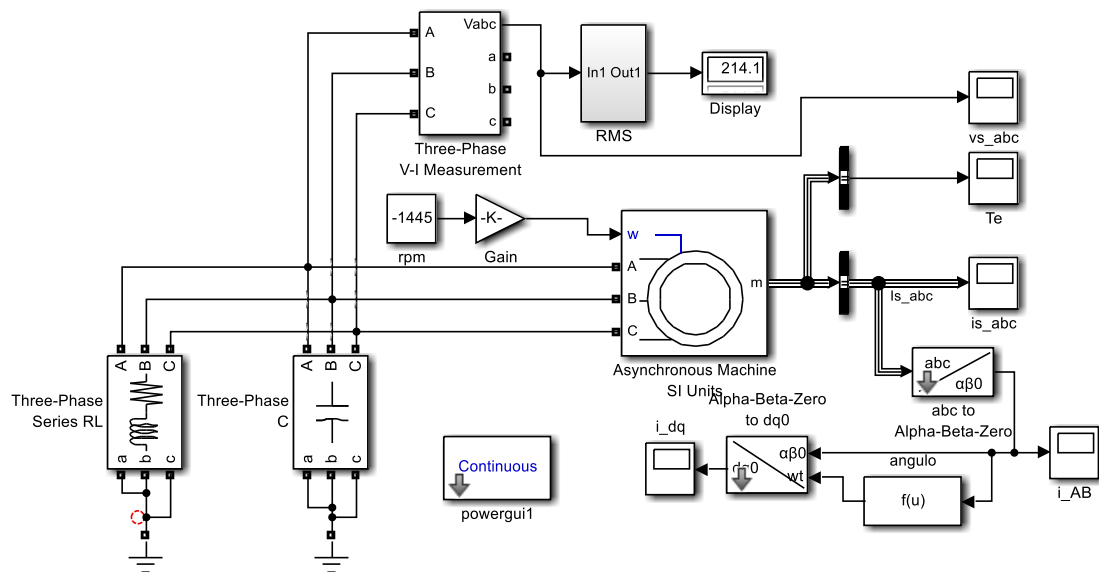 Vabc
A
B
C
a
b
c
Three-Phase
V-I Measurement
In1 Out1
RMS
214.1
Display
vs_abc
-1445
rpm
-K-
Gain
w
A
B
C
m
Asynchronous Machine
SI Units
Te
Is_abc
is_abc
A B C
a b c
Three-Phase
Series RL
A B C
a b c
Three-Phase
C
Continuous
powergui1
abc
αβ0
abc to
Alpha-Beta-Zero
Alpha-Beta-Zero
to dq0
i_dq
αβ0
dq0
wt
angulo
f(u)
i_AB